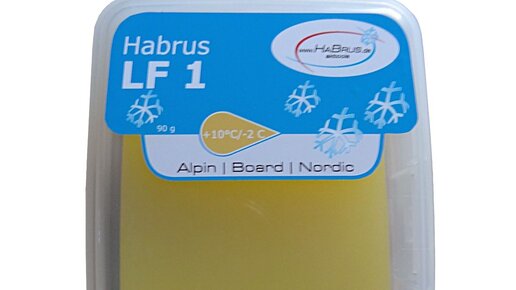 Habrus
LF 1
www.HaBrus.de
90 g
+10°C/-2 C
Alpin | Board | Nordic